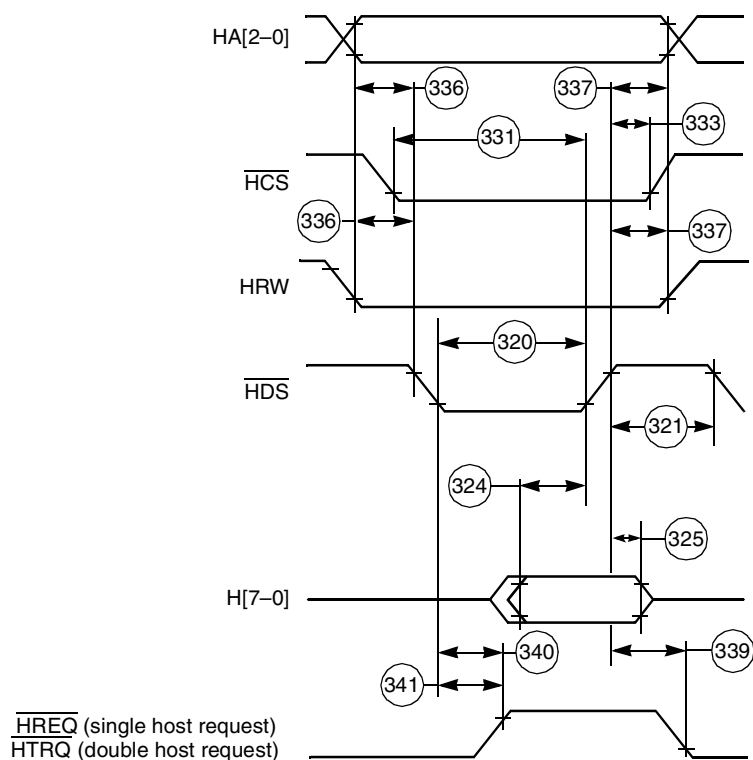 HA[2–0]
336
337
333
331
HCS
336
337
HRW
320
HDS
321
324
325
H[7–0]
340
339
341
HREQ (single host request)
HTRQ (double host request)